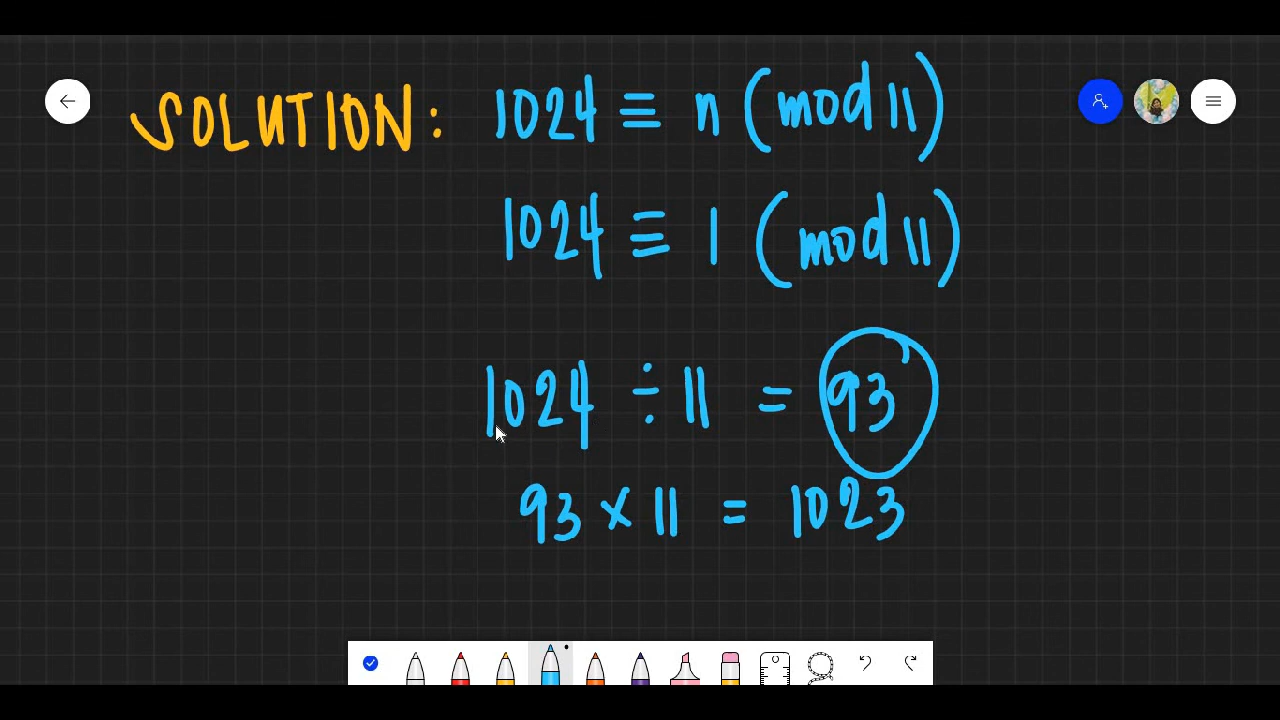 SOLUTION: 1024 ≡ n (mod 11)
1024 ≡ 1 (mod 11)
1024 ÷ 11 = 93
93 × 11 = 1023